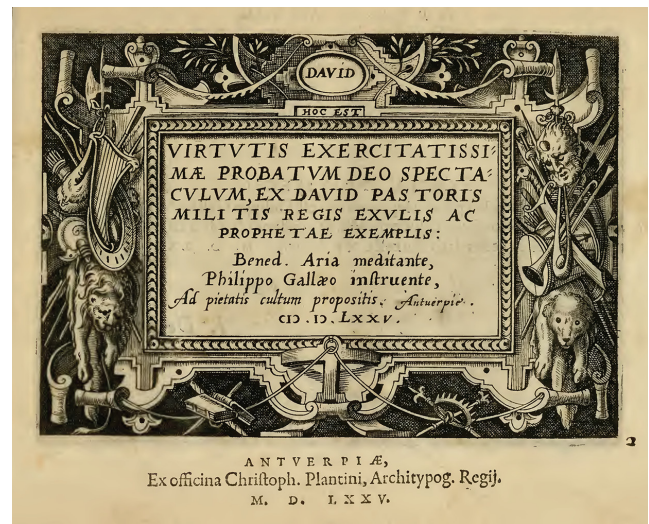 DAVID
HOC EST
VIRTVTIS EXERCITATISSI-
MÆ PROBATVM DEO SPECTA-
CVLVM, EX DAVID PASTORIS
MILITIS REGIS EXVLIS AC
PROPHETAE EXEMPLIS:
Bened. Aria meditante,
Philippo Gallæo inſtruente,
Ad pietatis cultum propositis. Antuerpie.
CIↃ. IↃ. LXXV.
2
ANTVERPIÆ,
Ex officina Chriſtoph. Plantini, Architypog. Regij.
M. D. LXXV.